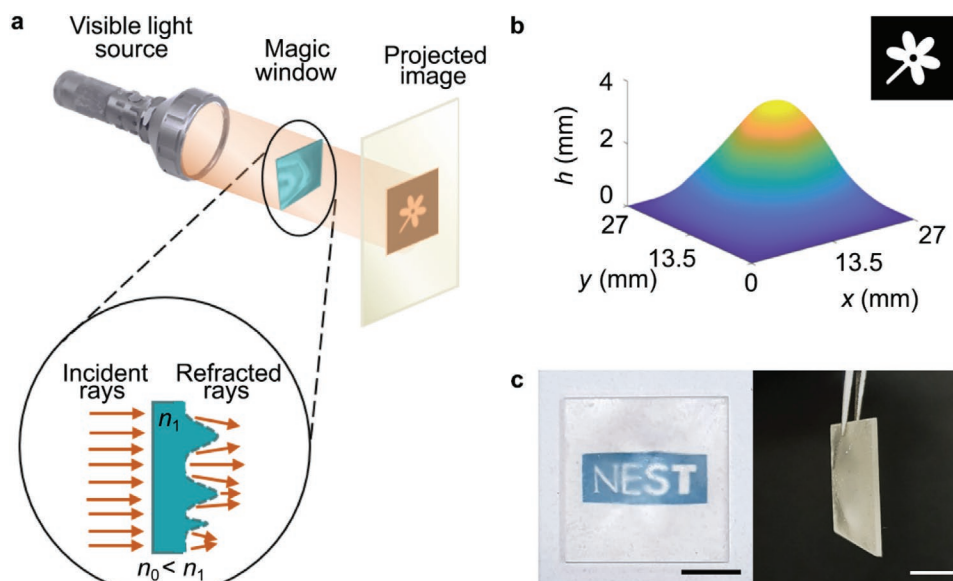 a
Visible light
source
Magic
window
Projected
image
Incident
rays
Refracted
rays
n₁
n₀ < n₁
b
4
2
0
h (mm)
27
13.5
0
13.5
27
y (mm)
x (mm)
c
NEST